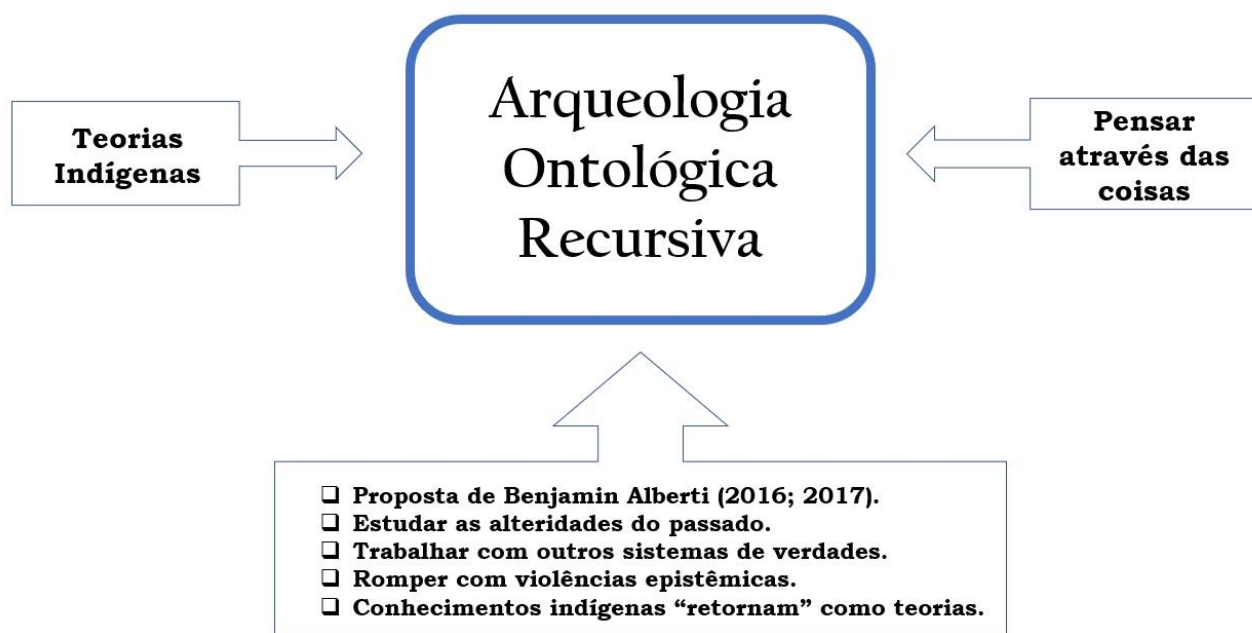 Arqueologia
Ontológica
Recursiva
Teorias
Indígenas
Pensar
através das
coisas
❑ Proposta de Benjamin Alberti (2016; 2017).
❑ Estudar as alteridades do passado.
❑ Trabalhar com outros sistemas de verdades.
❑ Romper com violências epistêmicas.
❑ Conhecimentos indígenas “retornam” como teorias.